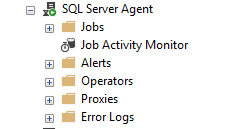 SQL Server Agent
Jobs
Job Activity Monitor
Alerts
Operators
Proxies
Error Logs